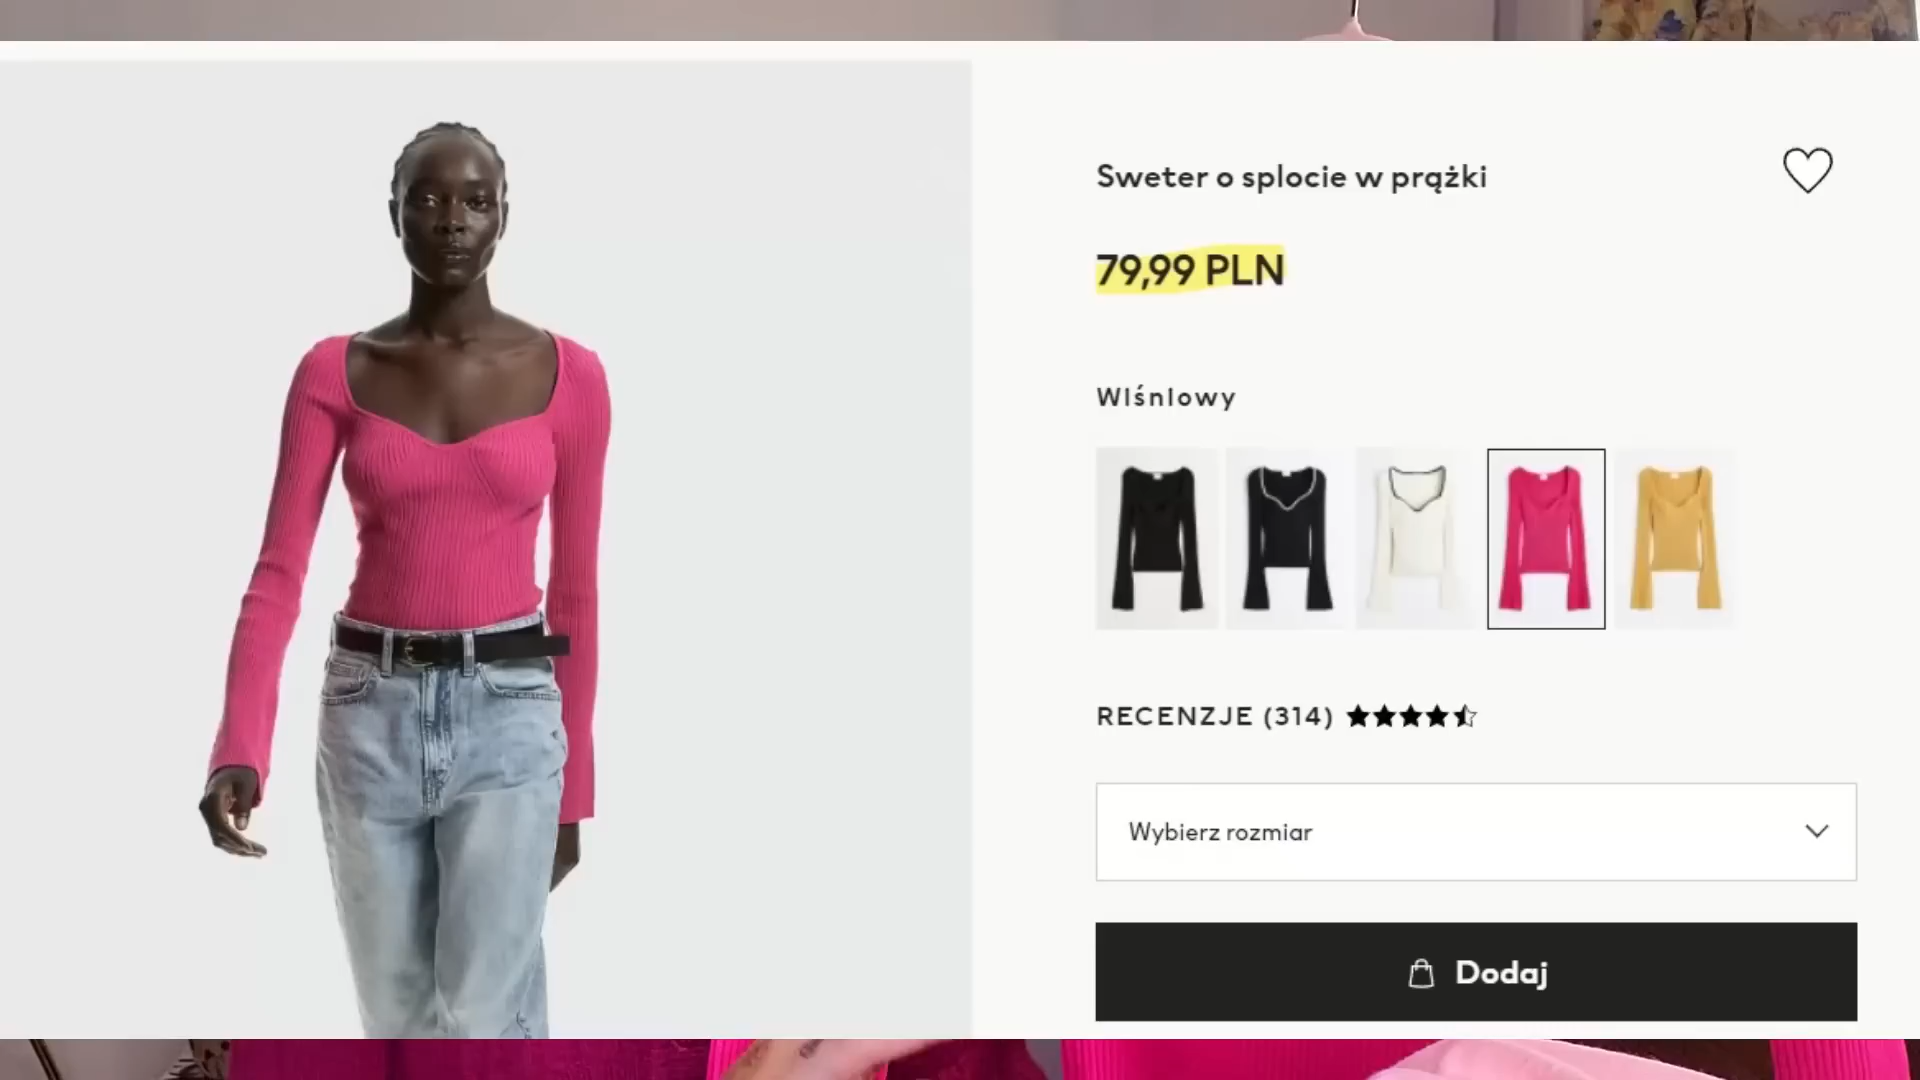 Sweter o splocie w prążki
79,99 PLN
Wiśniowy
RECENZJE (314)
Wybierz rozmiar
Dodaj